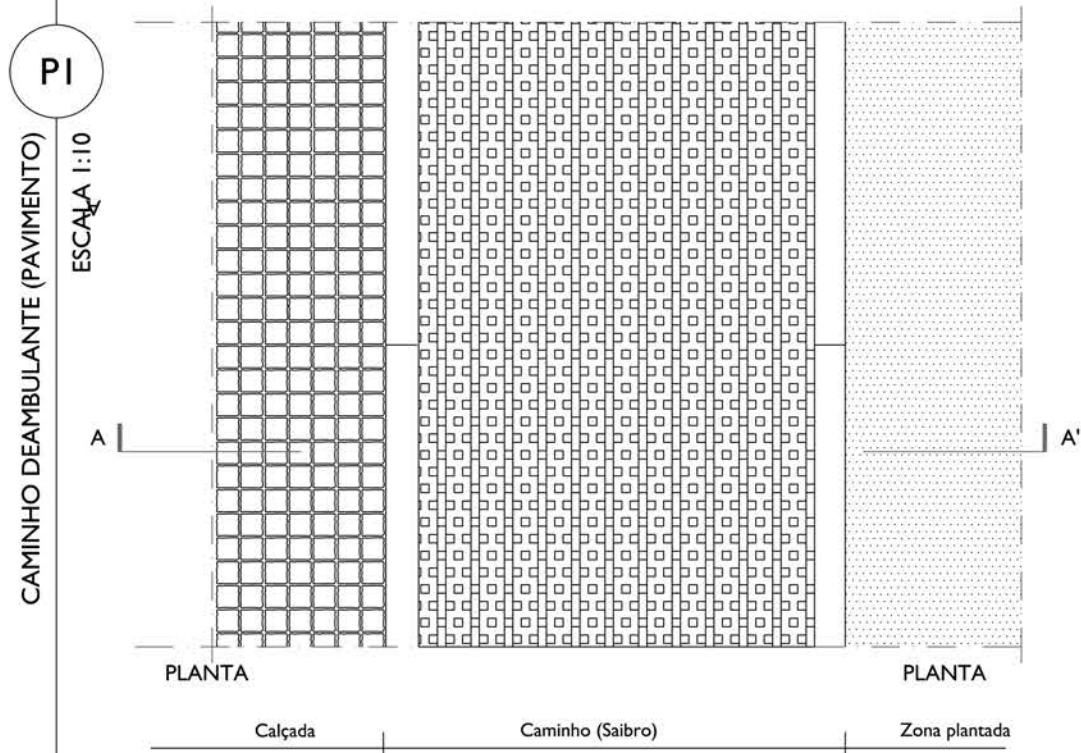 P1
CAMINHO DEAMBULANTE (PAVIMENTO)
ESCALA 1:10
A
A
A'
PLANTA
PLANTA
Calçada
Caminho (Saibro)
Zona plantada